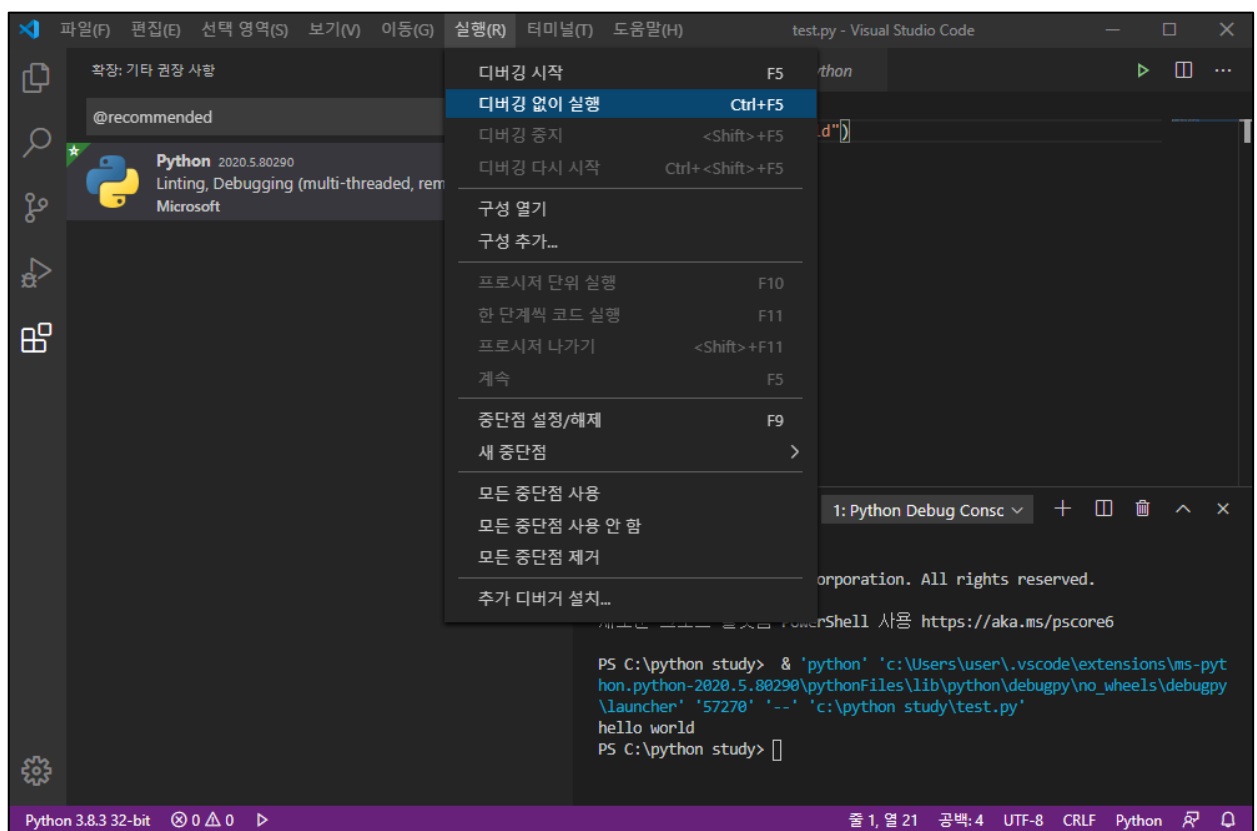 파일(F) 편집(E) 선택 영역(S) 보기(V) 이동(G) 실행(R) 터미널(T) 도움말(H) test.py - Visual Studio Code
확장: 기타 권장 사항
@recommended
Python 2020.5.80290
Linting, Debugging (multi-threaded, rem
Microsoft
디버깅 시작 F5
디버깅 없이 실행 Ctrl+F5
디버깅 중지 <Shift>+F5
디버깅 다시 시작 Ctrl+<Shift>+F5
구성 열기
구성 추가...
프로시저 단위 실행 F10
한 단계씩 코드 실행 F11
프로시저 나가기 <Shift>+F11
계속 F5
중단점 설정/해제 F9
새 중단점
모든 중단점 사용
모든 중단점 사용 안 함
모든 중단점 제거
추가 디버거 설치...
ython
d")
1: Python Debug Consc
orporation. All rights reserved.
PowerShell 사용 https://aka.ms/pscore6
PS C:\python study> & 'python' 'c:\Users\user\.vscode\extensions\ms-pyt
hon.python-2020.5.80290\pythonFiles\lib\python\debugpy\no_wheels\debugpy
\launcher' '57270' '--' 'c:\python study\test.py'
hello world
PS C:\python study>
Python 3.8.3 32-bit 0 0 줄 1, 열 21 공백: 4 UTF-8 CRLF Python